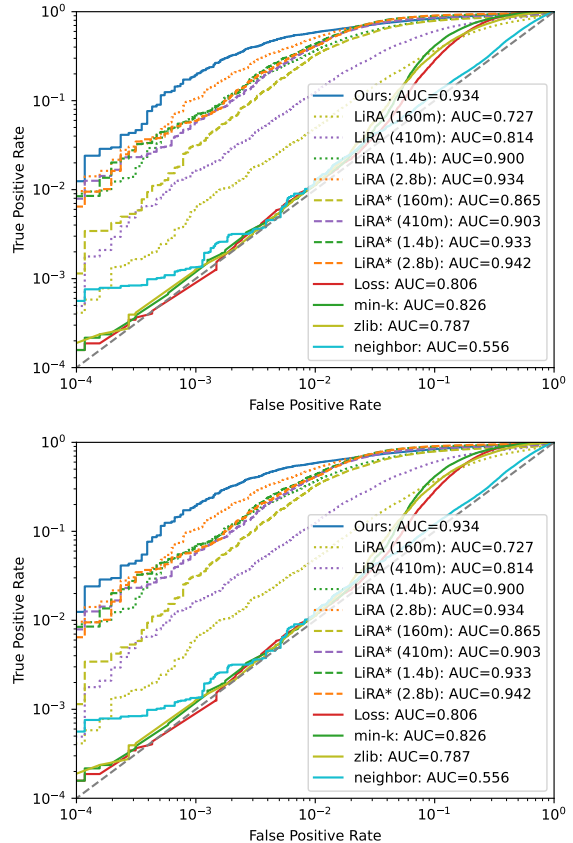 10⁰
10⁻¹
10⁻²
10⁻³
10⁻⁴
True Positive Rate
Ours: AUC=0.934
LiRA (160m): AUC=0.727
LiRA (410m): AUC=0.814
LiRA (1.4b): AUC=0.900
LiRA (2.8b): AUC=0.934
LiRA* (160m): AUC=0.865
LiRA* (410m): AUC=0.903
LiRA* (1.4b): AUC=0.933
LiRA* (2.8b): AUC=0.942
Loss: AUC=0.806
min-k: AUC=0.826
zlib: AUC=0.787
neighbor: AUC=0.556
10⁻⁴ 10⁻³ 10⁻² 10⁻¹ 10⁰
False Positive Rate
10⁰
10⁻¹
10⁻²
10⁻³
10⁻⁴
True Positive Rate
Ours: AUC=0.934
LiRA (160m): AUC=0.727
LiRA (410m): AUC=0.814
LiRA (1.4b): AUC=0.900
LiRA (2.8b): AUC=0.934
LiRA* (160m): AUC=0.865
LiRA* (410m): AUC=0.903
LiRA* (1.4b): AUC=0.933
LiRA* (2.8b): AUC=0.942
Loss: AUC=0.806
min-k: AUC=0.826
zlib: AUC=0.787
neighbor: AUC=0.556
10⁻⁴ 10⁻³ 10⁻² 10⁻¹ 10⁰
False Positive Rate